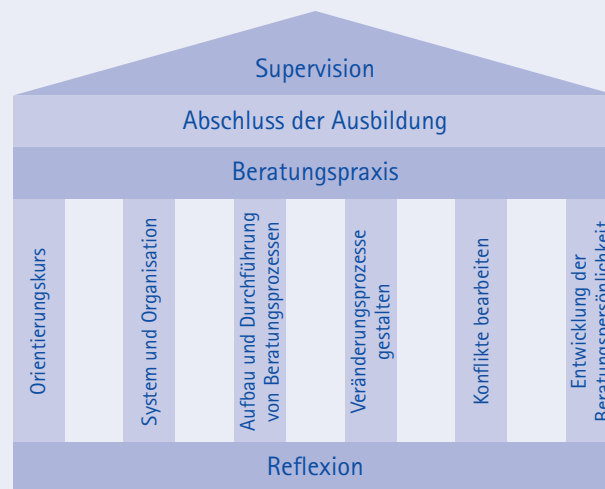 Supervision
Abschluss der Ausbildung
Beratungspraxis
Orientierungskurs
System und Organisation
Aufbau und Durchführung
von Beratungsprozessen
Veränderungsprozesse
gestalten
Konflikte bearbeiten
Entwicklung der
Beratungspersönlichkeit
Reflexion